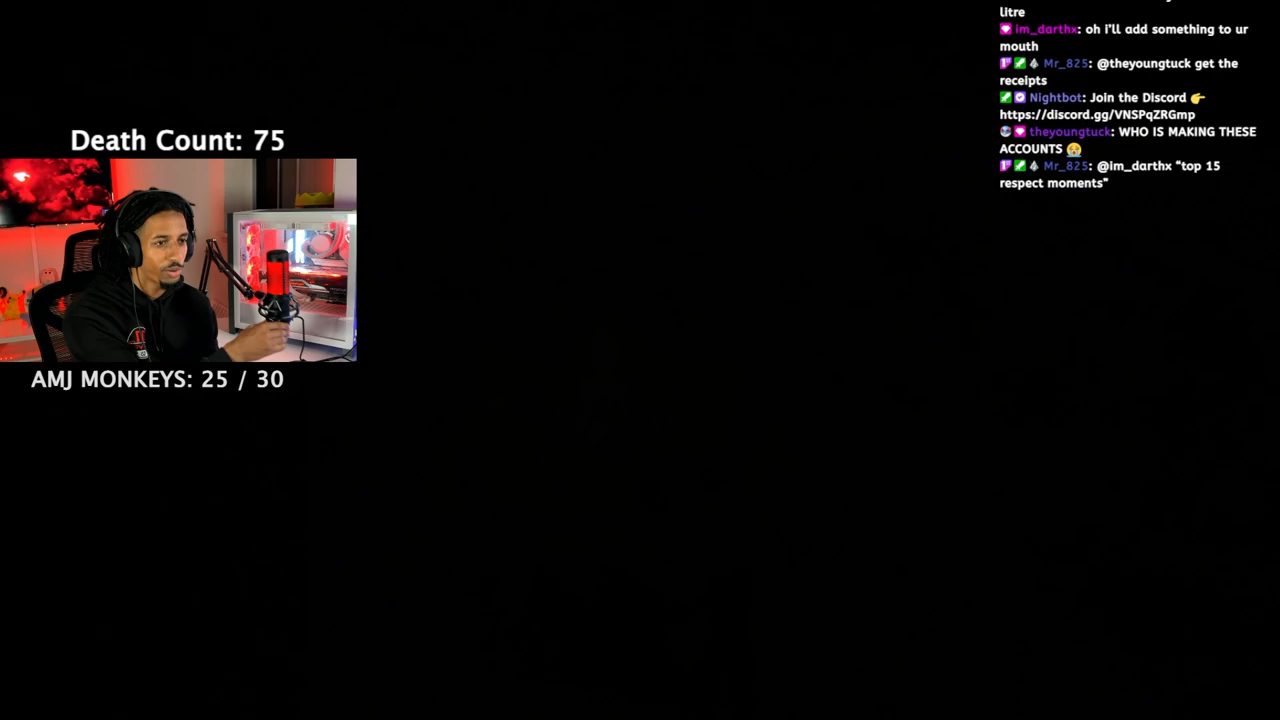 litre
im_darthx: oh i'll add something to ur
mouth
Mr_825: @theyoungtuck get the
receipts
Nightbot: Join the Discord 👉
https://discord.gg/VNSPqZRGmp
theyoungtuck: WHO IS MAKING THESE
ACCOUNTS 😭
Mr_825: @im_darthx "top 15
respect moments"
Death Count: 75
AMJ MONKEYS: 25 / 30